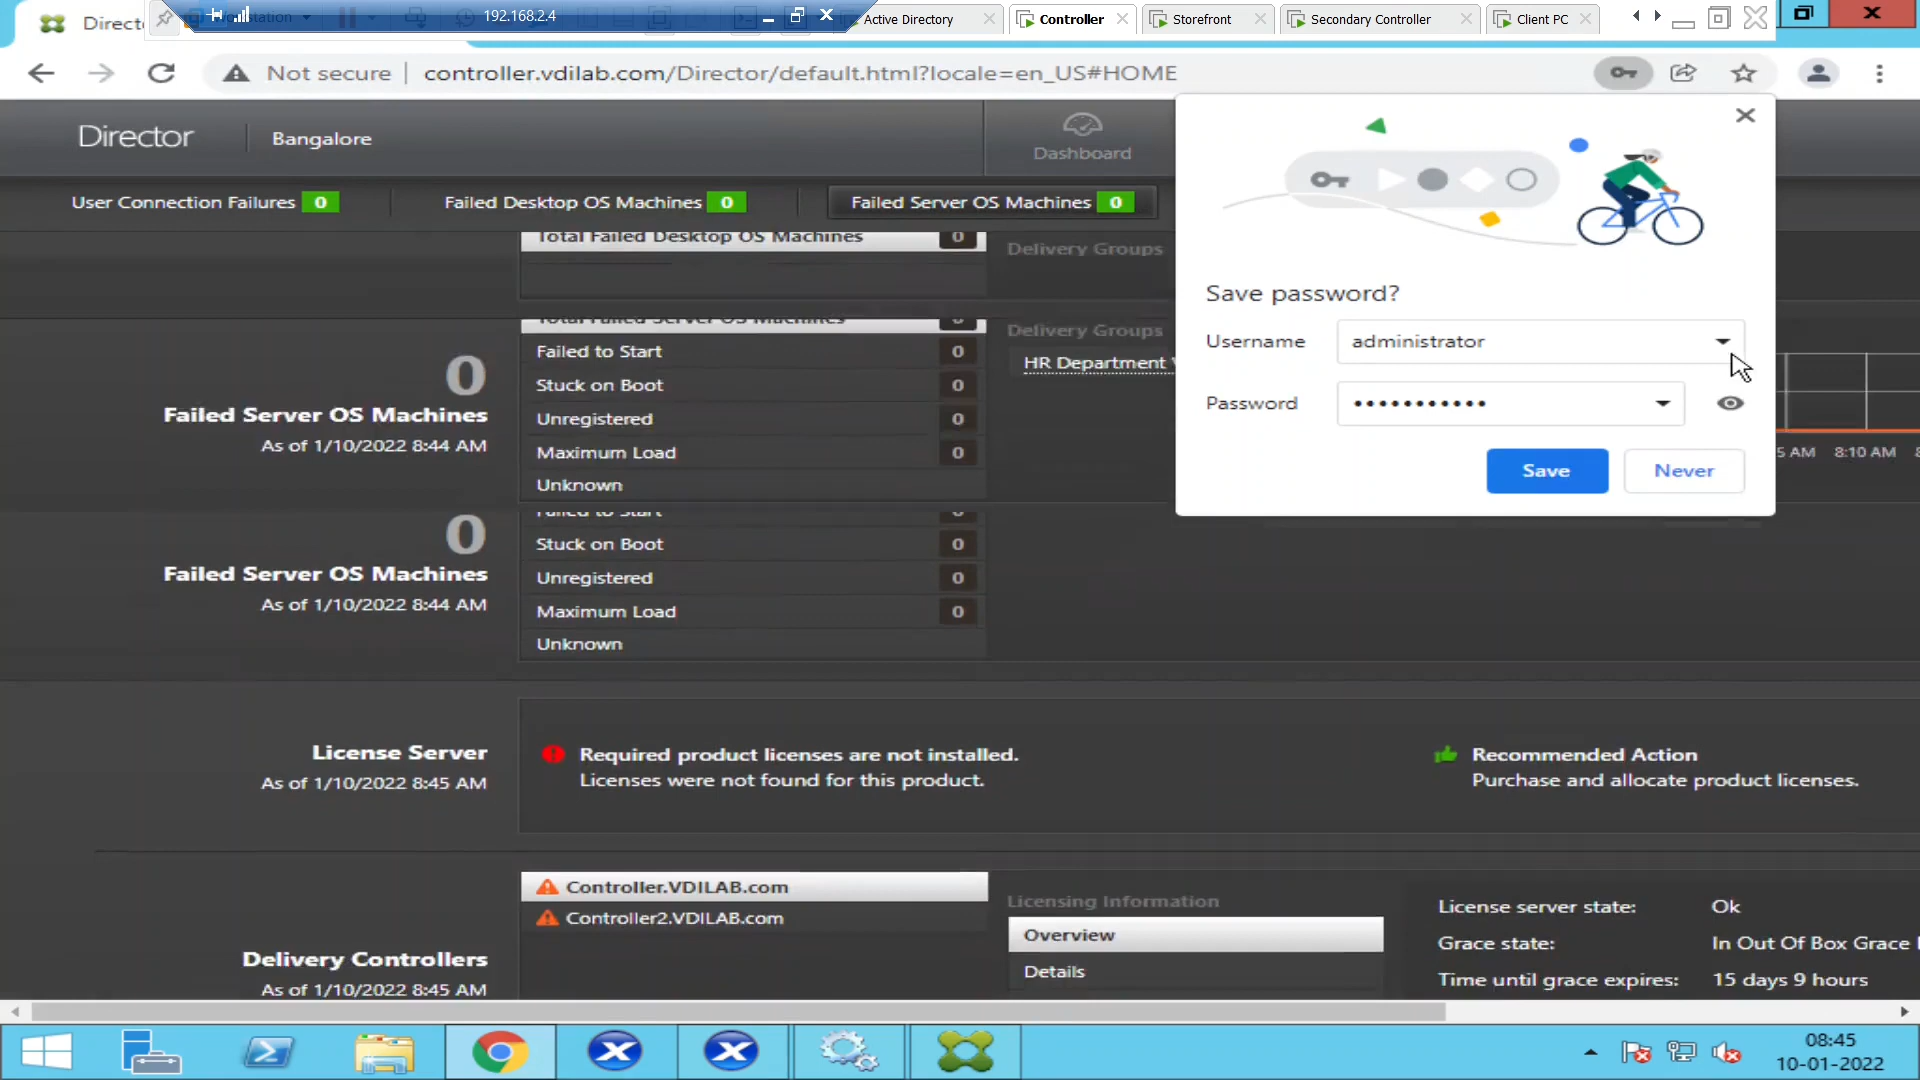 192.168.2.4
Active Directory
Controller
Storefront
Secondary Controller
Client PC
Not secure
controller.vdilab.com/Director/default.html?locale=en_US#HOME
Director
Bangalore
Dashboard
User Connection Failures 0
Failed Desktop OS Machines 0
Failed Server OS Machines 0
Total Failed Desktop OS Machines 0
Delivery Groups
Total Failed Server OS Machines
Delivery Groups
HR Department
0
Failed Server OS Machines
As of 1/10/2022 8:44 AM
Failed to Start 0
Stuck on Boot 0
Unregistered 0
Maximum Load 0
Unknown
0
Failed Server OS Machines
As of 1/10/2022 8:44 AM
Failed to Start
Stuck on Boot 0
Unregistered 0
Maximum Load 0
Unknown
Save password?
Username administrator
Password •••••••••••
Save
Never
5 AM 8:10 AM 8
License Server
As of 1/10/2022 8:45 AM
Required product licenses are not installed.
Licenses were not found for this product.
Recommended Action
Purchase and allocate product licenses.
Delivery Controllers
As of 1/10/2022 8:45 AM
Controller.VDILAB.com
Controller2.VDILAB.com
Licensing Information
Overview
Details
License server state: Ok
Grace state: In Out Of Box Grace
Time until grace expires: 15 days 9 hours
08:45
10-01-2022